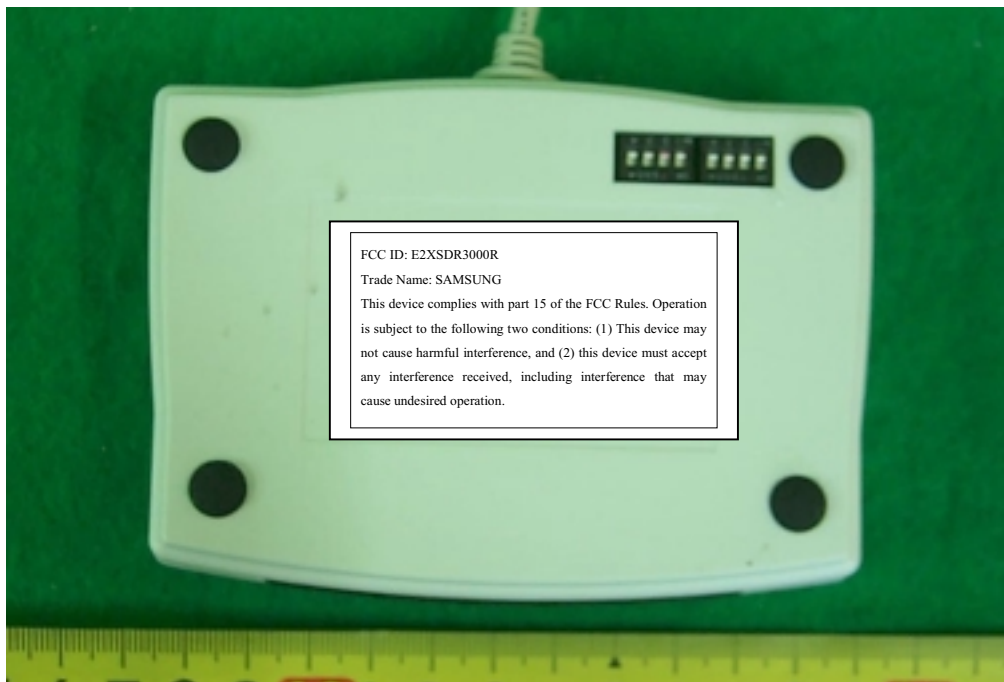 FCC ID: E2XSDR3000R
Trade Name: SAMSUNG
This device complies with part 15 of the FCC Rules. Operation
is subject to the following two conditions: (1) This device may
not cause harmful interference, and (2) this device must accept
any interference received, including interference that may
cause undesired operation.